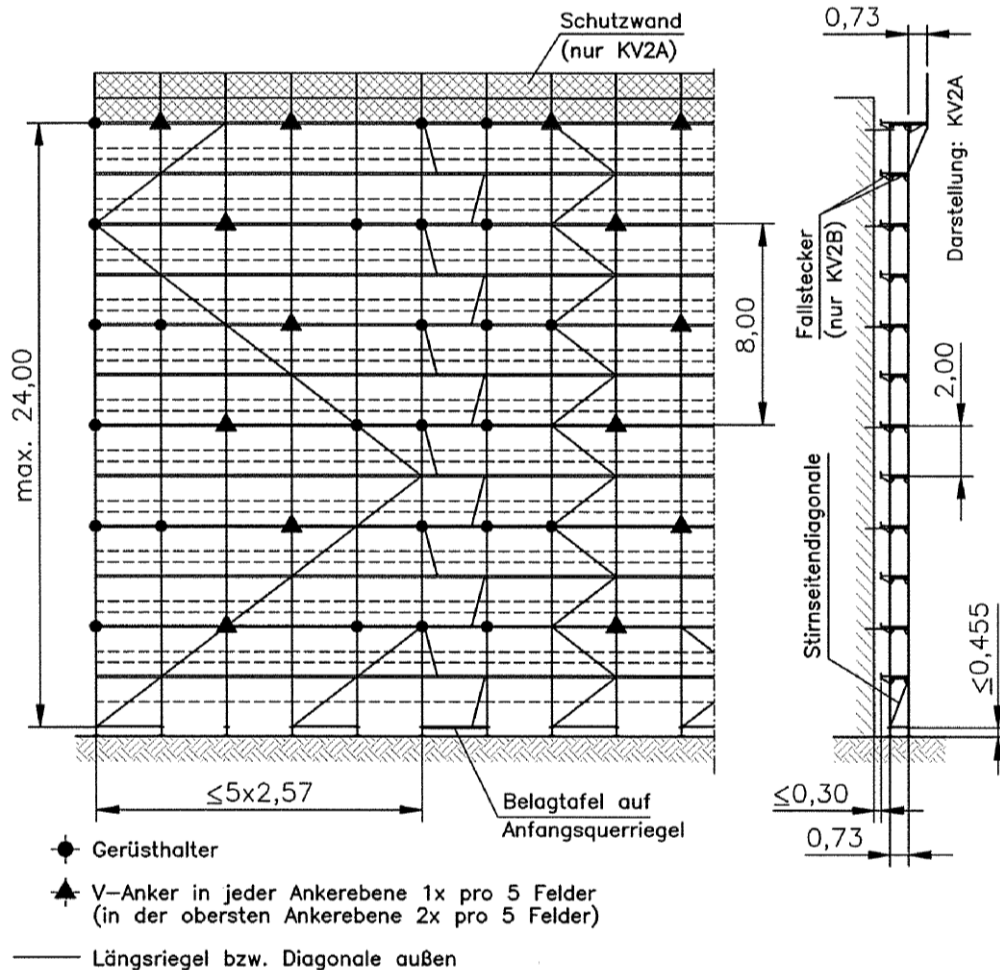 Schutzwand
(nur KV2A)
0,73
Darstellung: KV2A
Fallstecker
(nur KV2B)
max. 24,00
8,00
2,00
Stirnseitendiagonale
≤0,455
≤5x2,57
Belagtafel auf
Anfangsquerriegel
≤0,30
0,73
Gerüsthalter
V-Anker in jeder Ankerebene 1x pro 5 Felder
(in der obersten Ankerebene 2x pro 5 Felder)
Längsriegel bzw. Diagonale außen